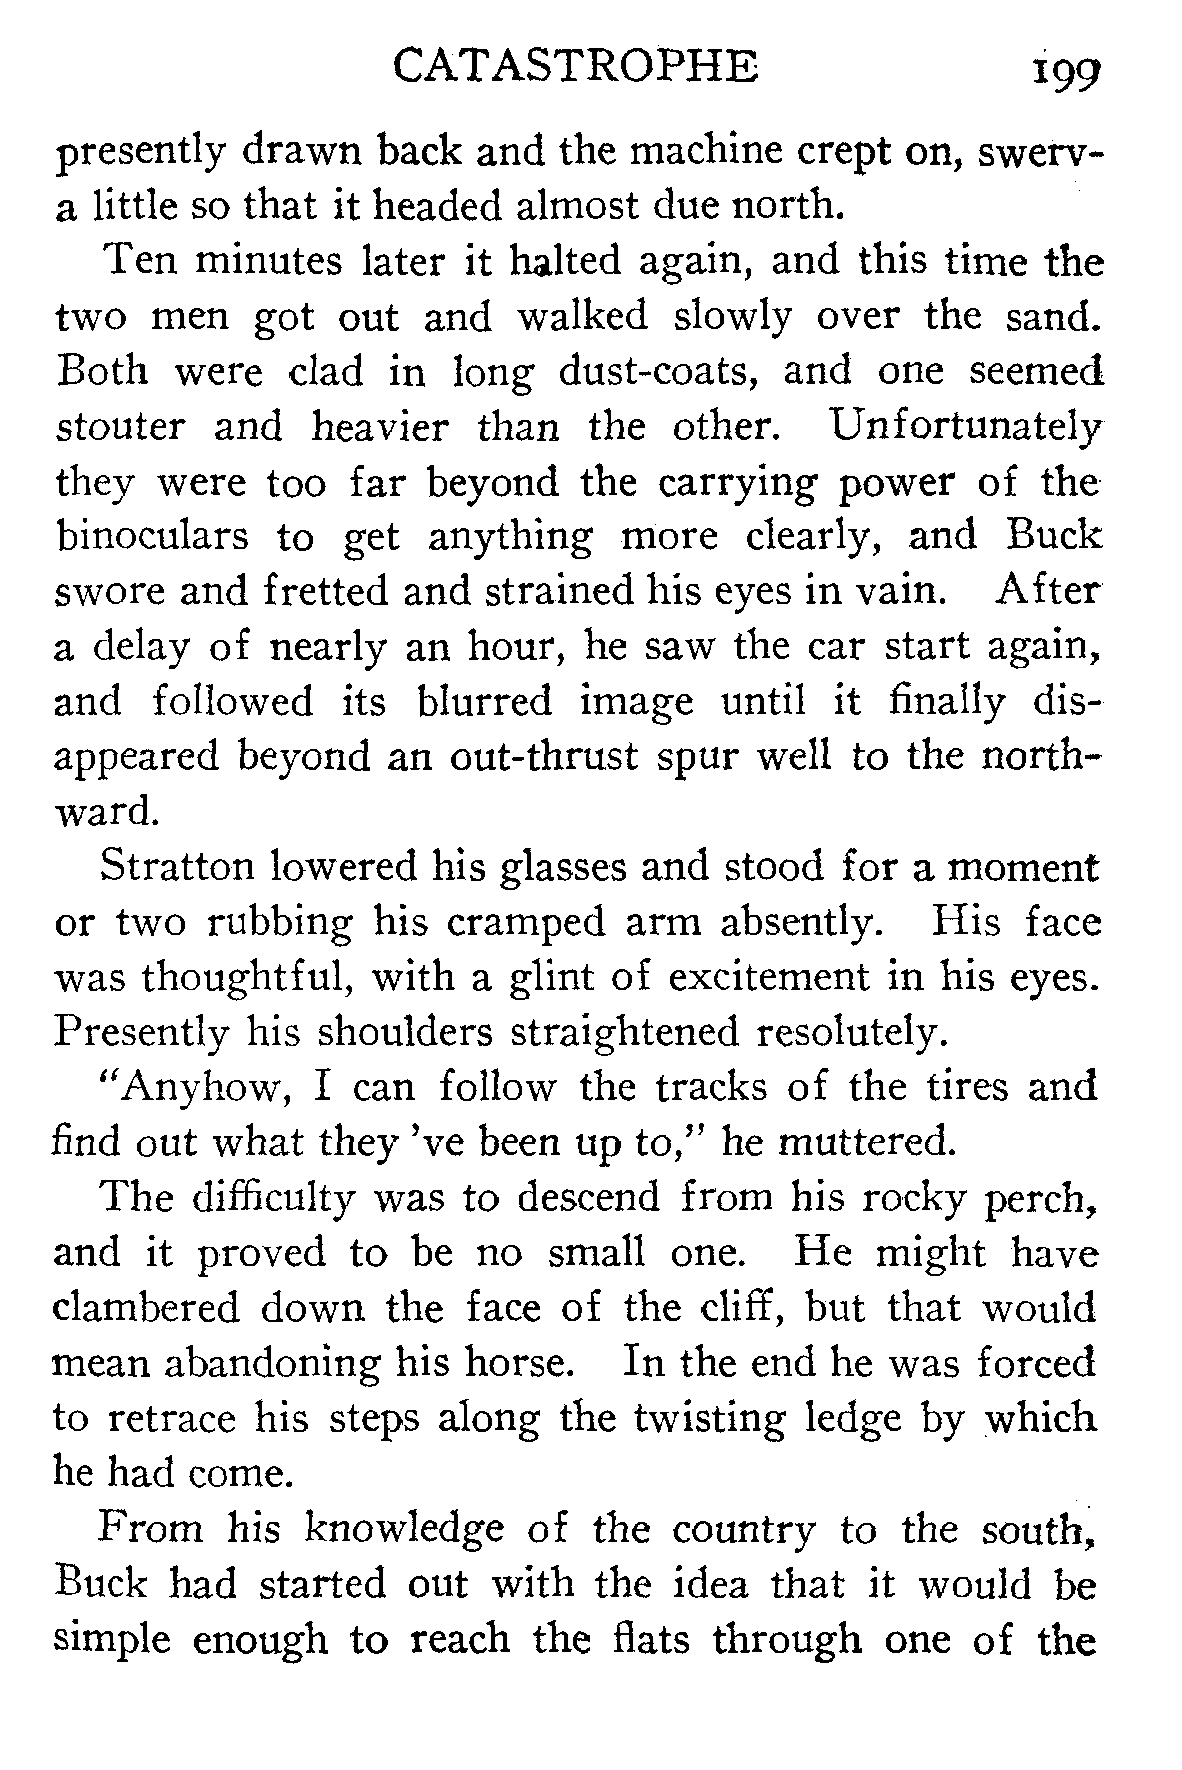 CATASTROPHE 199
presently drawn back and the machine crept on, swerv-
a little so that it headed almost due north.
Ten minutes later it halted again, and this time the
two men got out and walked slowly over the sand.
Both were clad in long dust-coats, and one seemed
stouter and heavier than the other. Unfortunately
they were too far beyond the carrying power of the
binoculars to get anything more clearly, and Buck
swore and fretted and strained his eyes in vain. After
a delay of nearly an hour, he saw the car start again,
and followed its blurred image until it finally dis-
appeared beyond an out-thrust spur well to the north-
ward.
Stratton lowered his glasses and stood for a moment
or two rubbing his cramped arm absently. His face
was thoughtful, with a glint of excitement in his eyes.
Presently his shoulders straightened resolutely.
“Anyhow, I can follow the tracks of the tires and
find out what they ’ve been up to,” he muttered.
The difficulty was to descend from his rocky perch,
and it proved to be no small one. He might have
clambered down the face of the cliff, but that would
mean abandoning his horse. In the end he was forced
to retrace his steps along the twisting ledge by which
he had come.
From his knowledge of the country to the south,
Buck had started out with the idea that it would be
simple enough to reach the flats through one of the